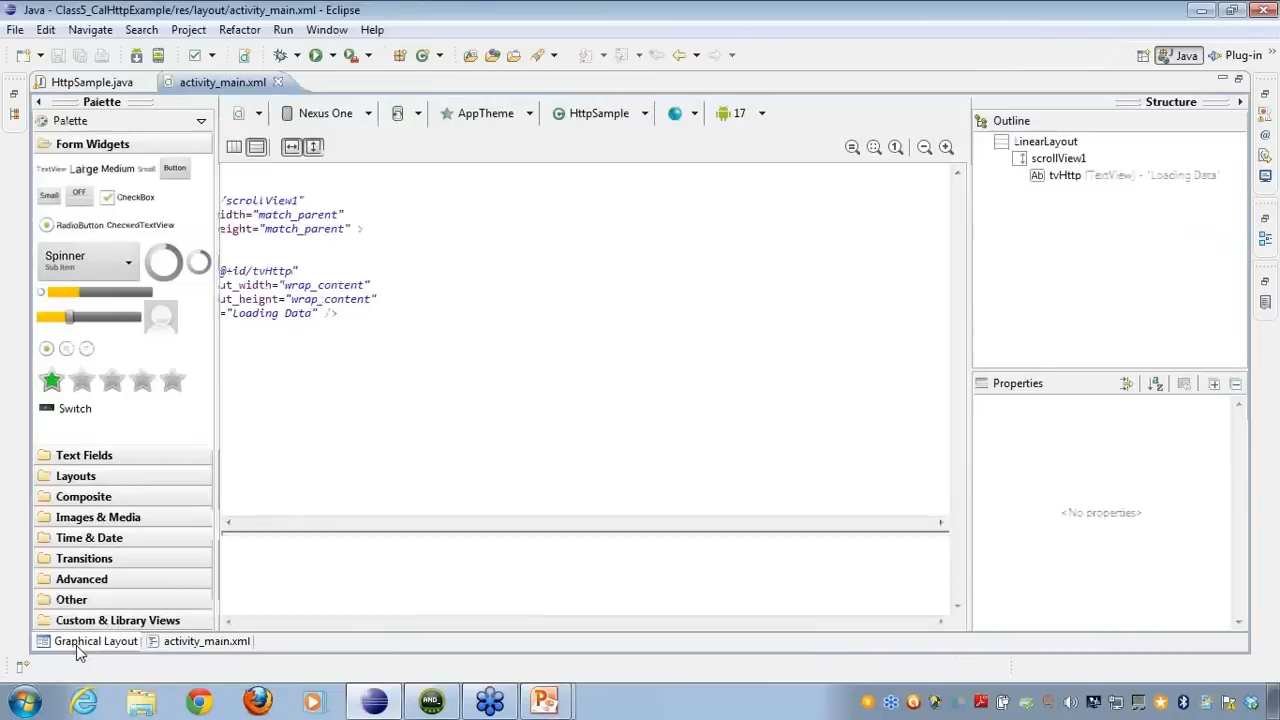 Java - Class5_CalHttpExample/res/layout/activity_main.xml - Eclipse
File Edit Navigate Search Project Refactor Run Window Help
Java Plug-in
HttpSample.java activity_main.xml
Palette
Palette
Form Widgets
TextView Large Medium Small Button
Small OFF CheckBox
RadioButton CheckedTextView
Spinner
Sub Item
Switch
Text Fields
Layouts
Composite
Images & Media
Time & Date
Transitions
Advanced
Other
Custom & Library Views
Graphical Layout activity_main.xml
Nexus One AppTheme HttpSample 17
/scrollView1"
idth="match_parent"
eight="match_parent" >
@+id/tvHttp"
ut_width="wrap_content"
ut_height="wrap_content"
="Loading Data" />
Structure
Outline
LinearLayout
scrollView1
Ab tvHttp (TextView) - "Loading Data"
Properties
<No properties>
AND